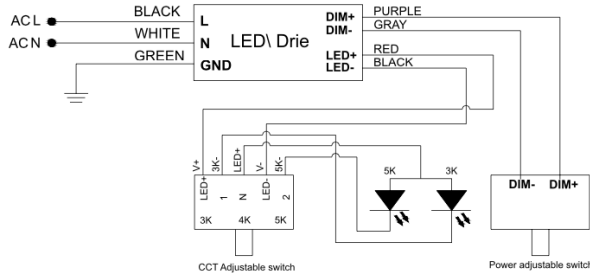 BLACK
PURPLE
AC L
L
DIM+
GRAY
WHITE
DIM-
AC N
N
LED\ Drie
RED
GREEN
LED+
GND
LED-
BLACK
V+
3K-
LED+
V-
5K-
LED+
1
N
LED-
2
3K
4K
5K
5K
3K
DIM-
DIM+
CCT Adjustable switch
Power adjustable switch